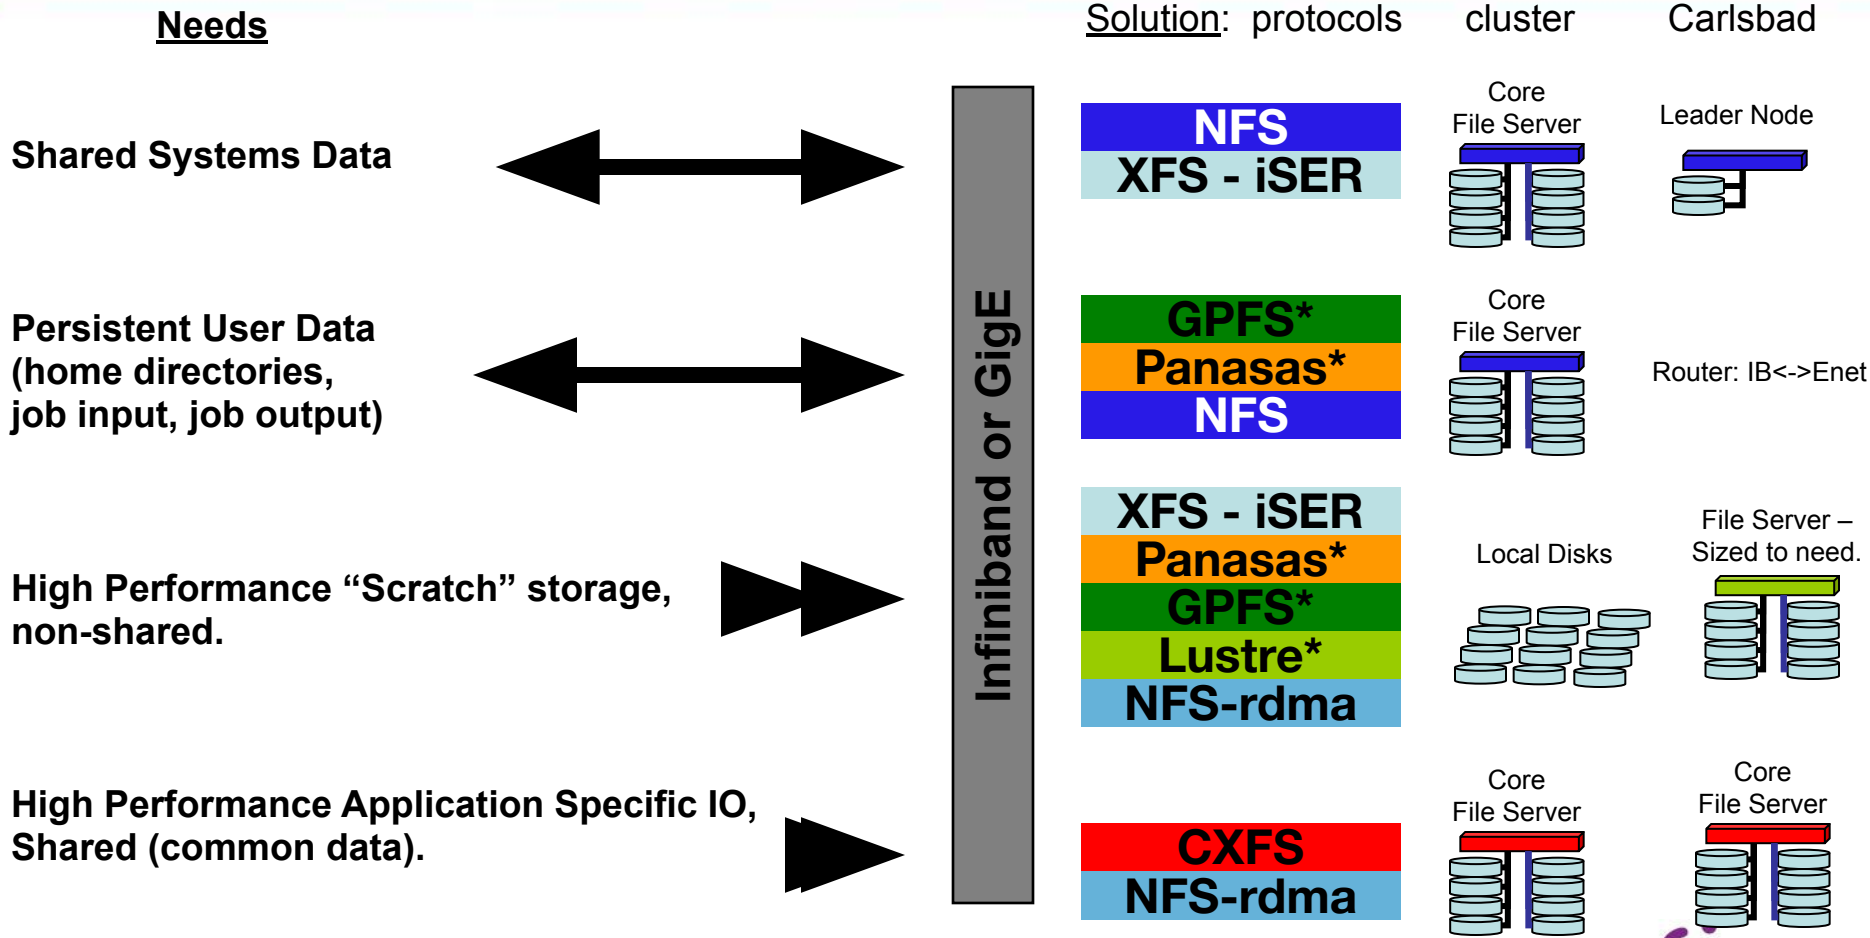 Needs
Solution: protocols cluster Carlsbad
Shared Systems Data
NFS
XFS - iSER
Core
File Server
Leader Node
Persistent User Data
(home directories,
job input, job output)
GPFS*
Panasas*
NFS
Core
File Server
Router: IB<->Enet
Infiniband or GigE
High Performance “Scratch” storage,
non-shared.
XFS - iSER
Panasas*
GPFS*
Lustre*
NFS-rdma
Local Disks
File Server –
Sized to need.
High Performance Application Specific IO,
Shared (common data).
CXFS
NFS-rdma
Core
File Server
Core
File Server